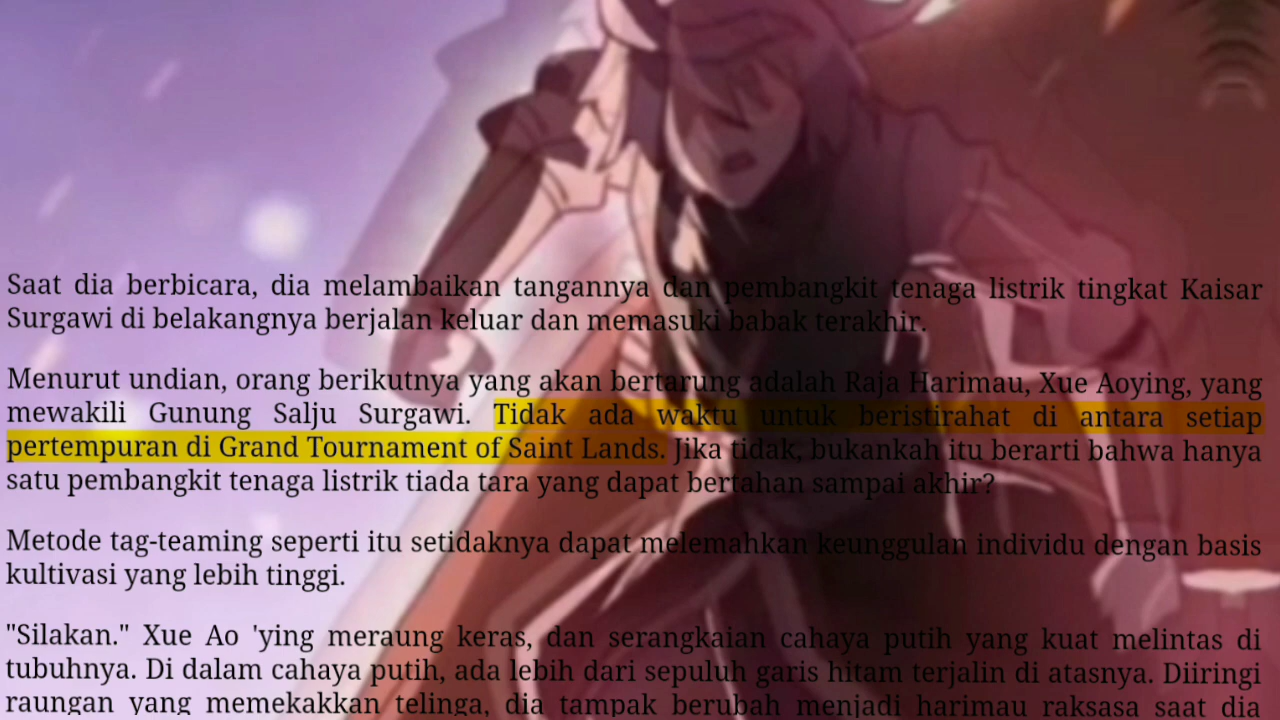 Saat dia berbicara, dia melambaikan tangannya dan pembangkit tenaga listrik tingkat Kaisar
Surgawi di belakangnya berjalan keluar dan memasuki babak terakhir.
Menurut undian, orang berikutnya yang akan bertarung adalah Raja Harimau, Xue Aoying, yang
mewakili Gunung Salju Surgawi. Tidak ada waktu untuk beristirahat di antara setiap
pertempuran di Grand Tournament of Saint Lands. Jika tidak, bukankah itu berarti bahwa hanya
satu pembangkit tenaga listrik tiada tara yang dapat bertahan sampai akhir?
Metode tag-teaming seperti itu setidaknya dapat melemahkan keunggulan individu dengan basis
kultivasi yang lebih tinggi.
"Silakan." Xue Ao 'ying meraung keras, dan serangkaian cahaya putih yang kuat melintas di
tubuhnya. Di dalam cahaya putih, ada lebih dari sepuluh garis hitam terjalin di atasnya. Diiringi
raungan yang memekakkan telinga, dia tampak berubah menjadi harimau raksasa saat dia